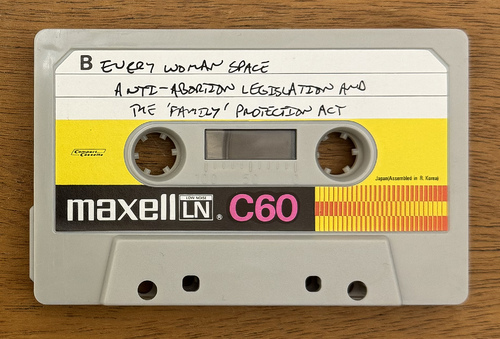 B EVERY WOMAN SPACE
ANTI-ABORTION LEGISLATION AND
THE 'FAMILY' PROTECTION ACT
Compact Cassette
Japan(Assembled in R. Korea)
maxell LOW NOISE LN ® C60